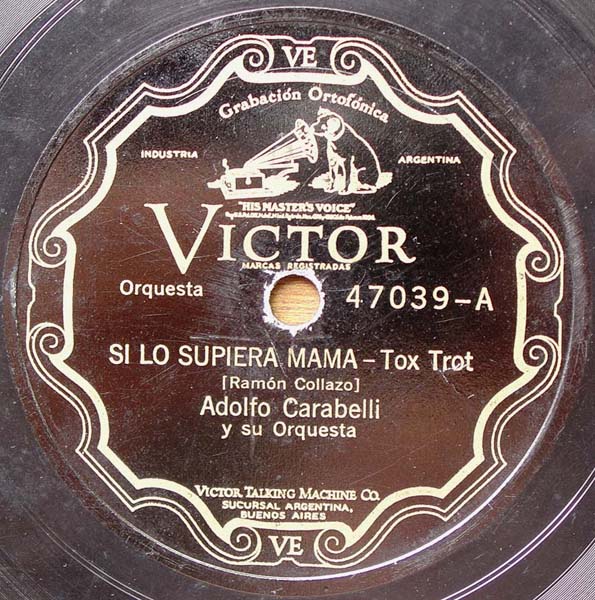 VE
Grabación Ortofónica
INDUSTRIA ARGENTINA
"HIS MASTER'S VOICE"
VICTOR
MARCAS REGISTRADAS
Orquesta 47039-A
SI LO SUPIERA MAMA – Tox Trot
[Ramón Collazo]
Adolfo Carabelli
y su Orquesta
VICTOR TALKING MACHINE CO.
SUCURSAL ARGENTINA,
BUENOS AIRES
VE